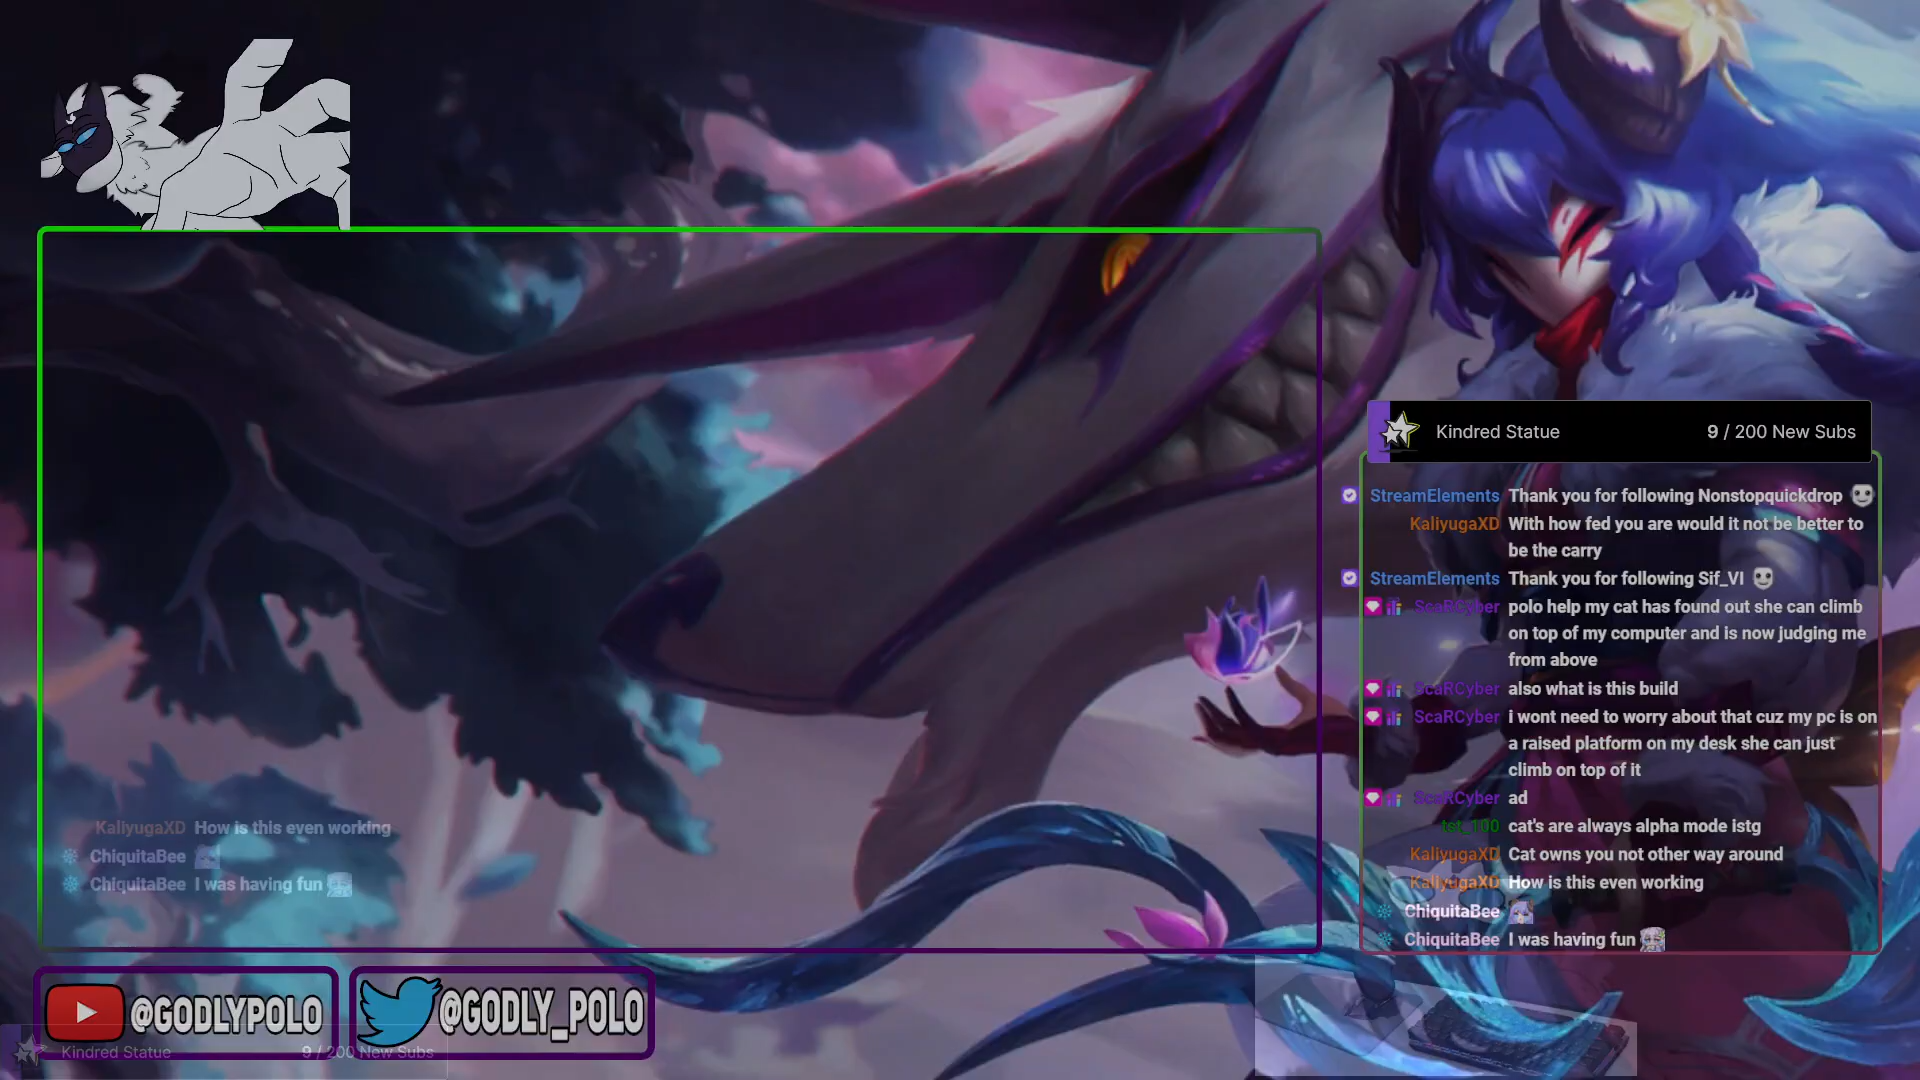 Kindred Statue 9 / 200 New Subs
StreamElements Thank you for following Nonstopquickdrop
KaliyugaXD With how fed you are would it not be better to
be the carry
StreamElements Thank you for following Sif_VI
ScaRCyber polo help my cat has found out she can climb
on top of my computer and is now judging me
from above
ScaRCyber also what is this build
ScaRCyber i wont need to worry about that cuz my pc is on
a raised platform on my desk she can just
climb on top of it
ScaRCyber ad
tst_100 cat's are always alpha mode istg
KaliyugaXD Cat owns you not other way around
KaliyugaXD How is this even working
ChiquitaBee
ChiquitaBee I was having fun
KaliyugaXD How is this even working
ChiquitaBee
ChiquitaBee I was having fun
@GODLYPOLO @GODLY_POLO
Kindred Statue 9 / 200 New Subs